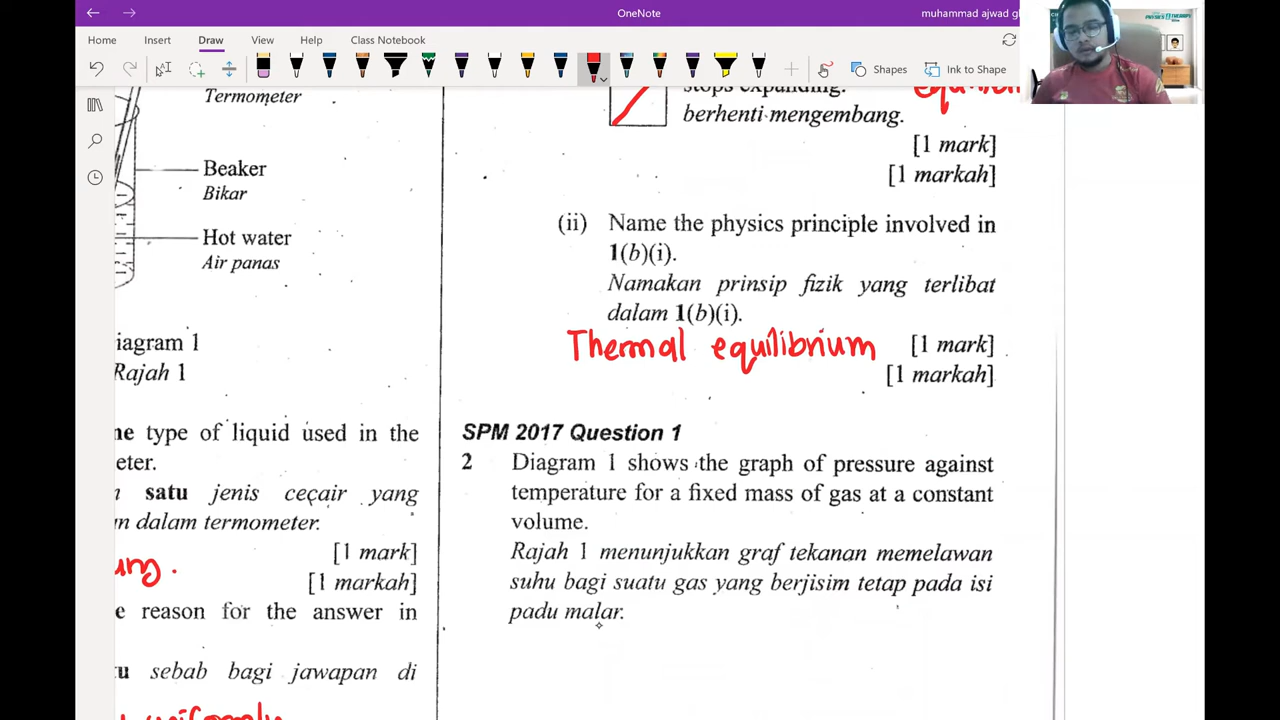 OneNote
muhammad ajwad gh
Home Insert Draw View Help Class Notebook
Shapes Ink to Shape
Termometer
Beaker
Bikar
Hot water
Air panas
iagram 1
Rajah 1
ne type of liquid used in the
eter.
n satu jenis cecair yang
n dalam termometer.
[1 mark]
[1 markah]
e reason for the answer in
u sebab bagi jawapan di
uniformly
stops expanding.
berhenti mengembang.
[1 mark]
[1 markah]
(ii) Name the physics principle involved in
1(b)(i).
Namakan prinsip fizik yang terlibat
dalam 1(b)(i).
Thermal equilibrium [1 mark]
[1 markah]
SPM 2017 Question 1
2 Diagram 1 shows the graph of pressure against
temperature for a fixed mass of gas at a constant
volume.
Rajah 1 menunjukkan graf tekanan memelawan
suhu bagi suatu gas yang berjisim tetap pada isi
padu malar.